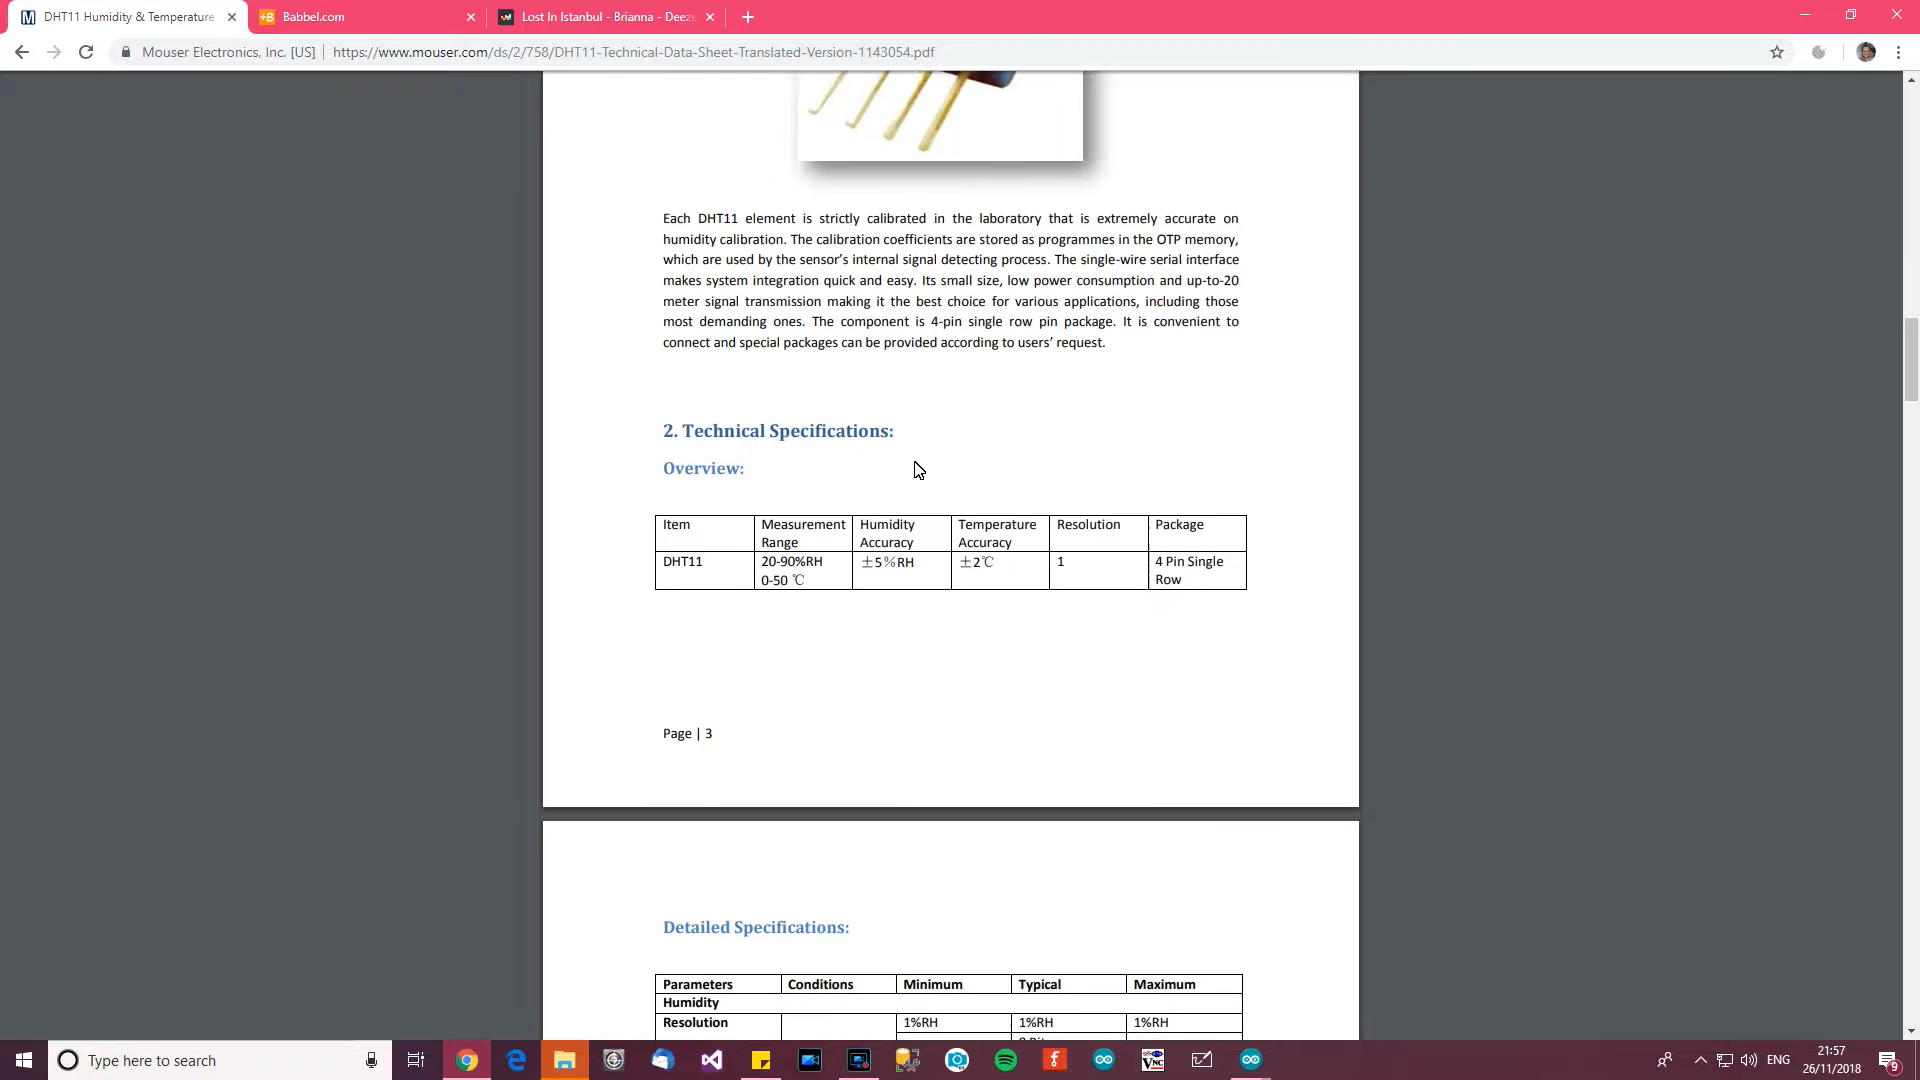 DHT11 Humidity & Temperature
Babbel.com
Lost In Istanbul - Brianna - Deez
Mouser Electronics, Inc. [US] | https://www.mouser.com/ds/2/758/DHT11-Technical-Data-Sheet-Translated-Version-1143054.pdf
Each DHT11 element is strictly calibrated in the laboratory that is extremely accurate on
humidity calibration. The calibration coefficients are stored as programmes in the OTP memory,
which are used by the sensor's internal signal detecting process. The single-wire serial interface
makes system integration quick and easy. Its small size, low power consumption and up-to-20
meter signal transmission making it the best choice for various applications, including those
most demanding ones. The component is 4-pin single row pin package. It is convenient to
connect and special packages can be provided according to users' request.
2. Technical Specifications:
Overview:
Item Measurement Humidity Temperature Resolution Package
Range Accuracy Accuracy
DHT11 20-90%RH ±5%RH ±2℃ 1 4 Pin Single
0-50 ℃ Row
Page | 3
Detailed Specifications:
Parameters Conditions Minimum Typical Maximum
Humidity
Resolution 1%RH 1%RH 1%RH
Type here to search
ENG
21:57
26/11/2018
9